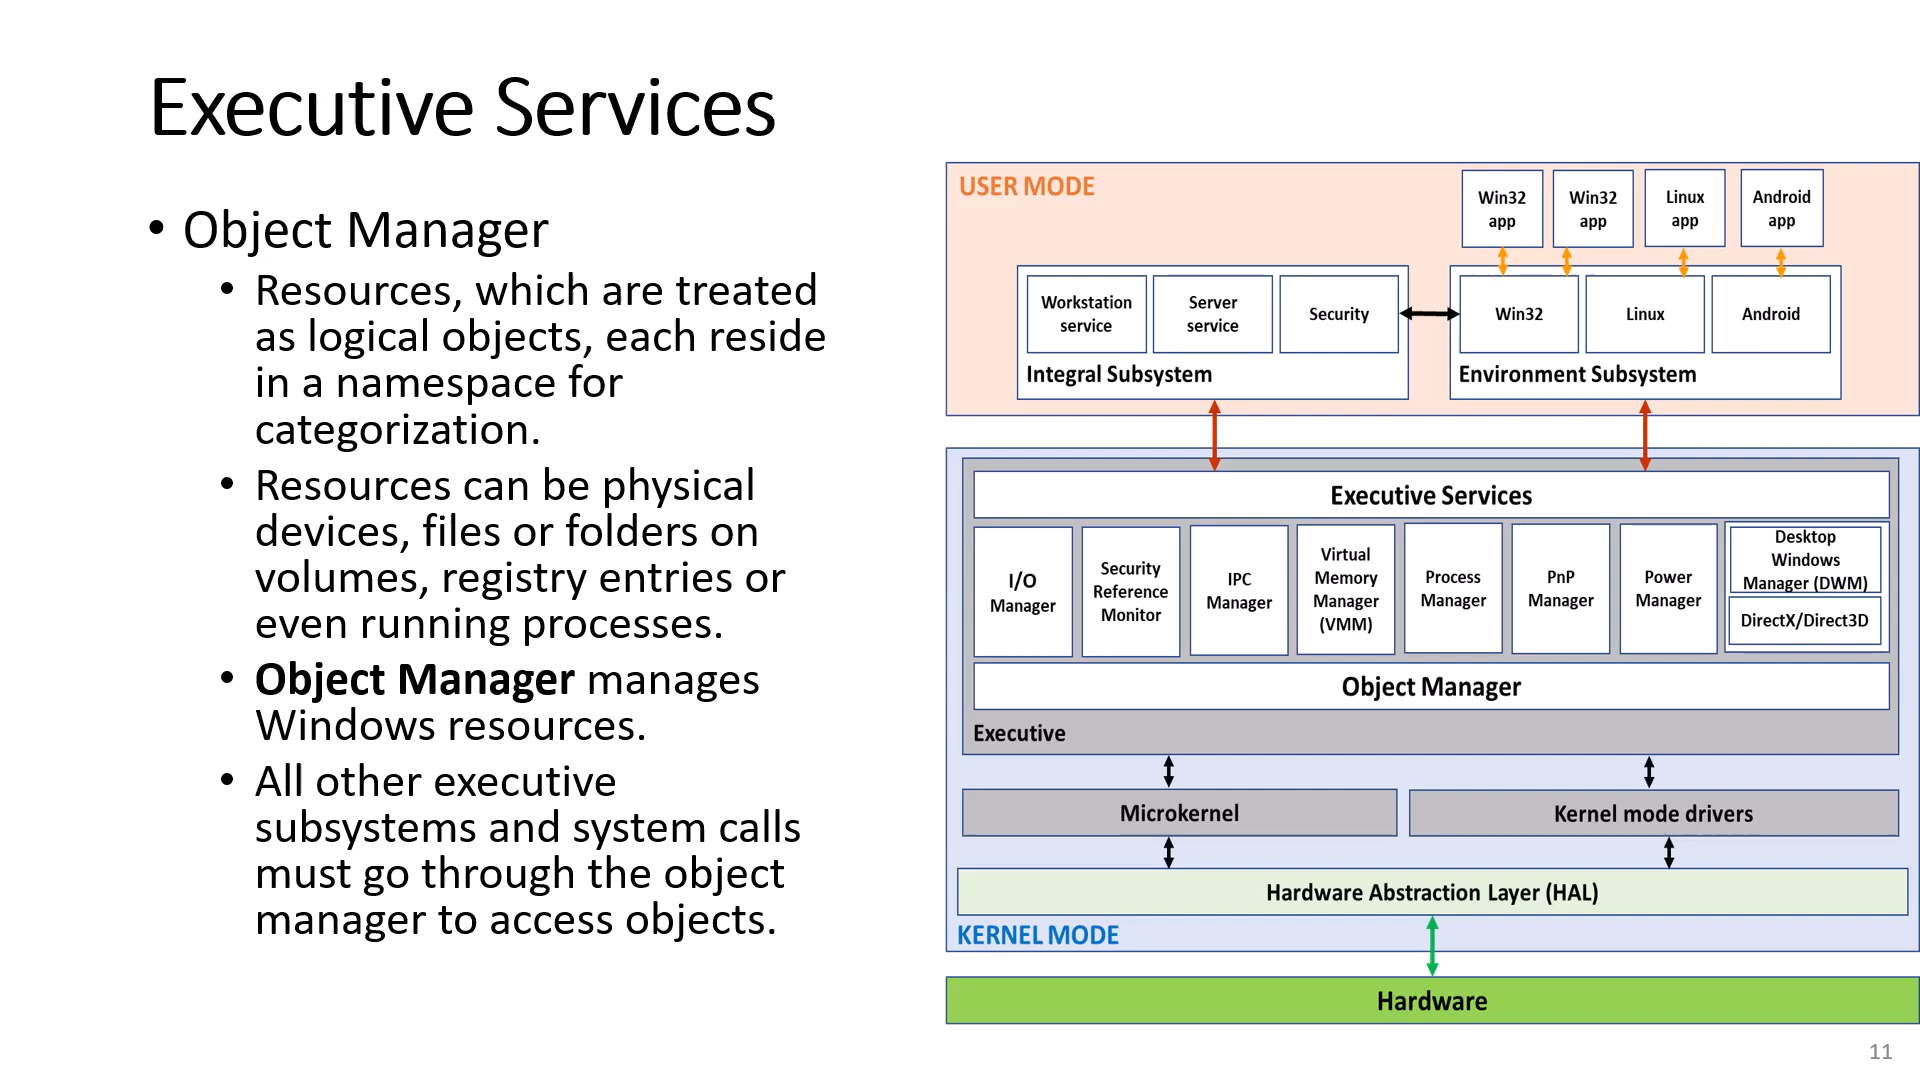 Executive Services
• Object Manager
• Resources, which are treated
as logical objects, each reside
in a namespace for
categorization.
• Resources can be physical
devices, files or folders on
volumes, registry entries or
even running processes.
• Object Manager manages
Windows resources.
• All other executive
subsystems and system calls
must go through the object
manager to access objects.
USER MODE
Win32
app
Win32
app
Linux
app
Android
app
Workstation
service
Server
service
Security
Integral Subsystem
Win32
Linux
Android
Environment Subsystem
Executive Services
I/O
Manager
Security
Reference
Monitor
IPC
Manager
Virtual
Memory
Manager
(VMM)
Process
Manager
PnP
Manager
Power
Manager
Desktop
Windows
Manager (DWM)
DirectX/Direct3D
Object Manager
Executive
Microkernel
Kernel mode drivers
Hardware Abstraction Layer (HAL)
KERNEL MODE
Hardware
11